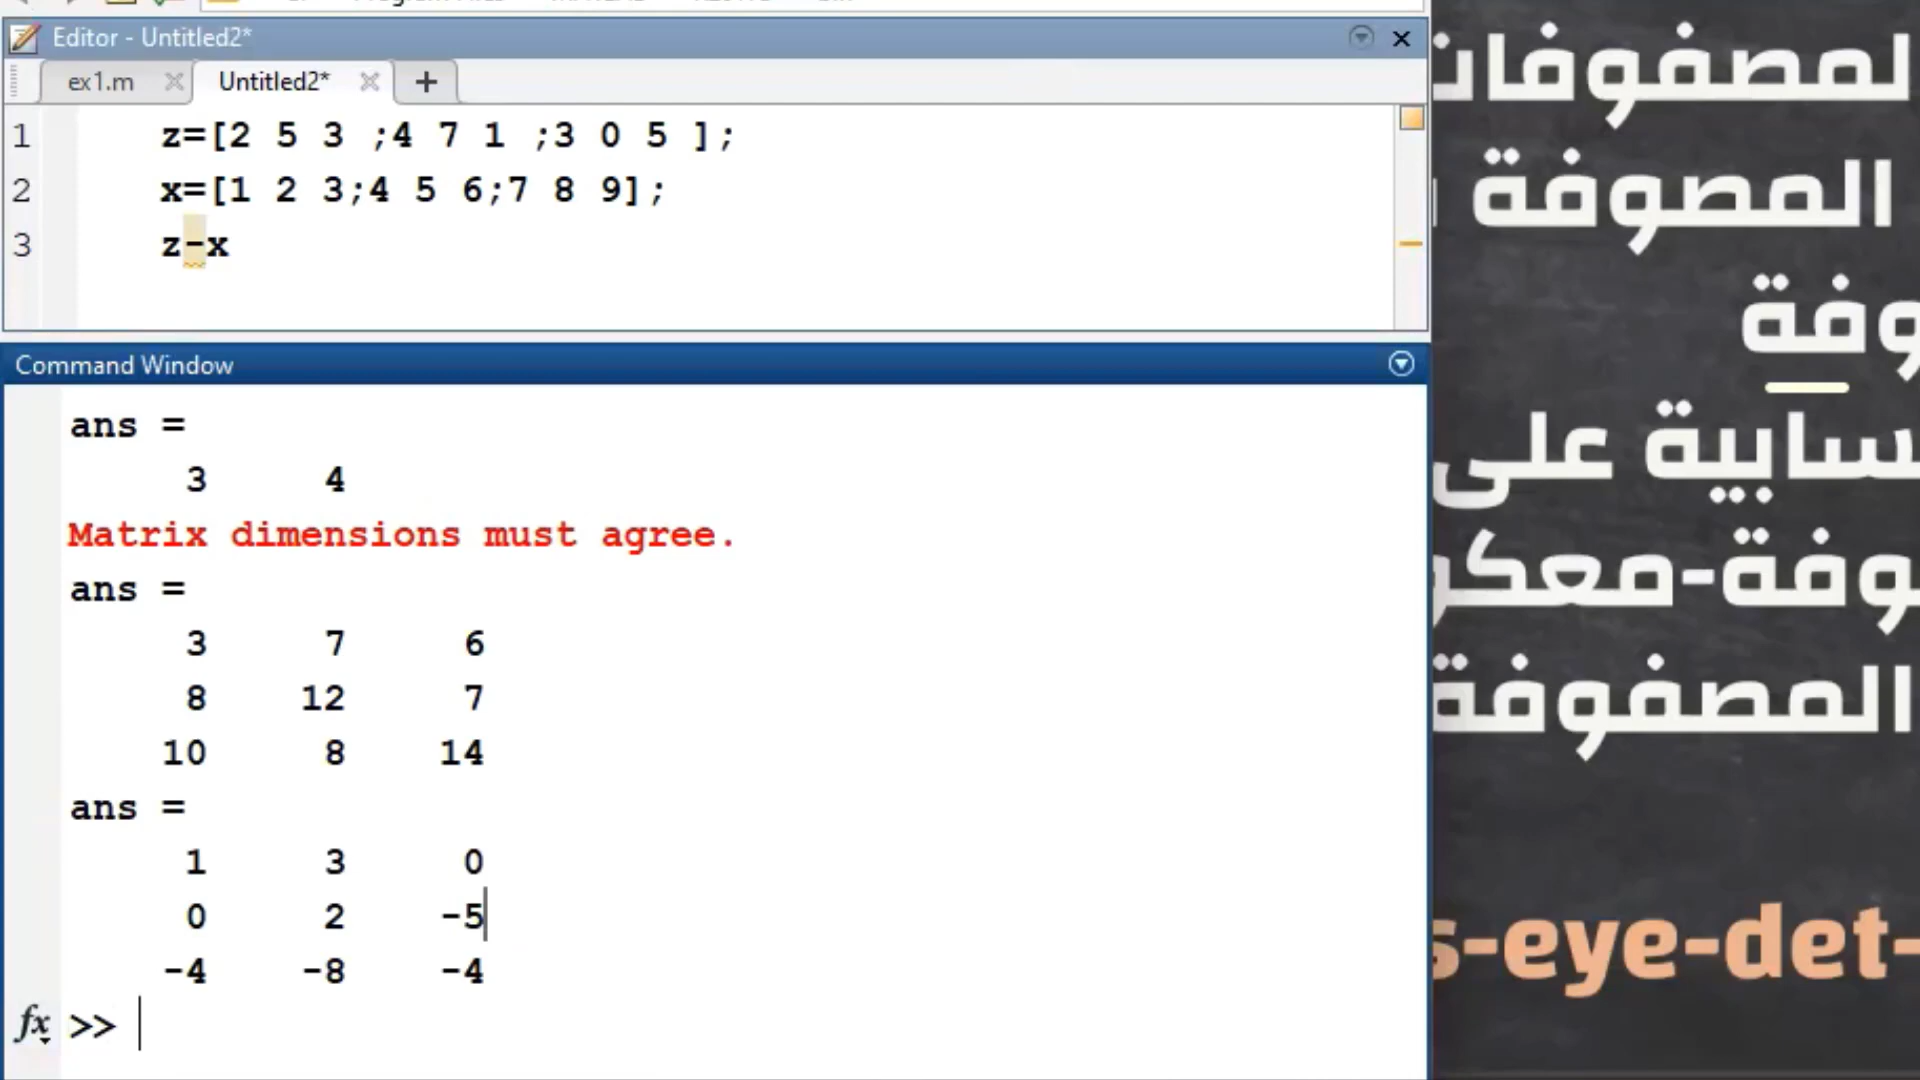 Editor - Untitled2*
ex1.m
Untitled2*
+
1 z=[2 5 3 ;4 7 1 ;3 0 5 ];
2 x=[1 2 3;4 5 6;7 8 9];
3 z-x
Command Window
ans =
3 4
Matrix dimensions must agree.
ans =
3 7 6
8 12 7
10 8 14
ans =
1 3 0
0 2 -5
-4 -8 -4
fx >>
المصوفة
على
المصفوفة
s-eye-det-